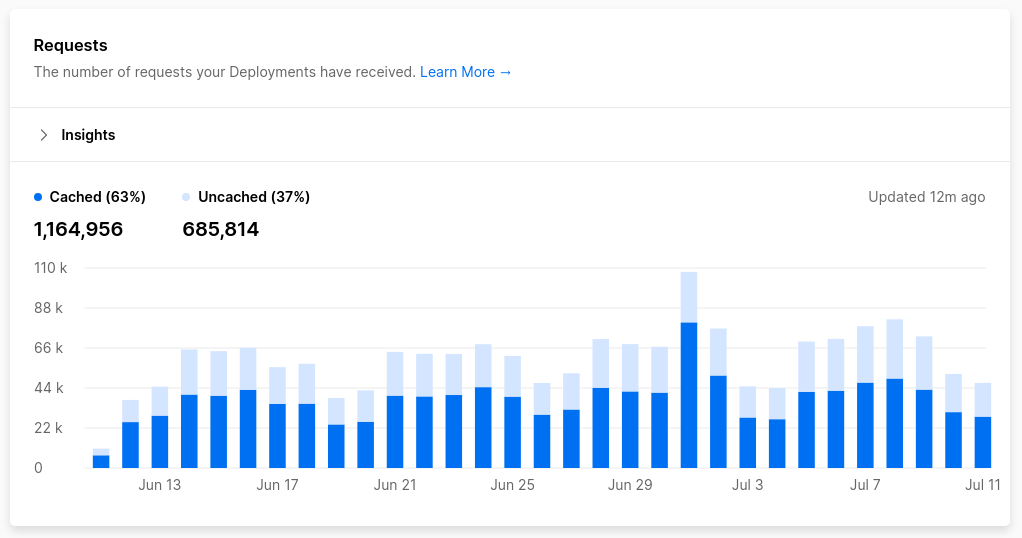 Requests
The number of requests your Deployments have received. Learn More →
Insights
Cached (63%) Uncached (37%) Updated 12m ago
1,164,956 685,814
110 k
88 k
66 k
44 k
22 k
0
Jun 13 Jun 17 Jun 21 Jun 25 Jun 29 Jul 3 Jul 7 Jul 11